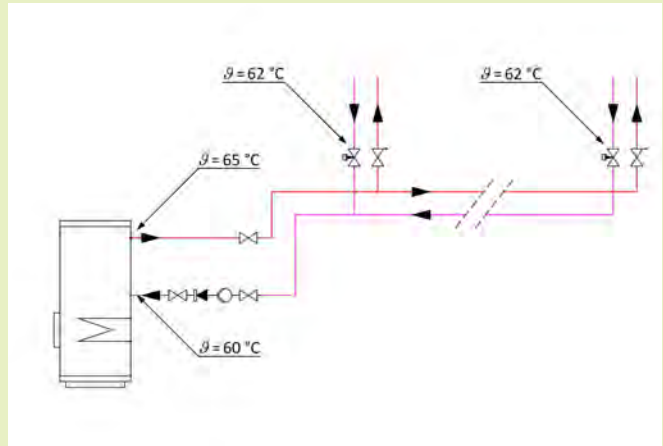 𝜗 = 62 °C
𝜗 = 62 °C
𝜗 = 65 °C
𝜗 = 60 °C